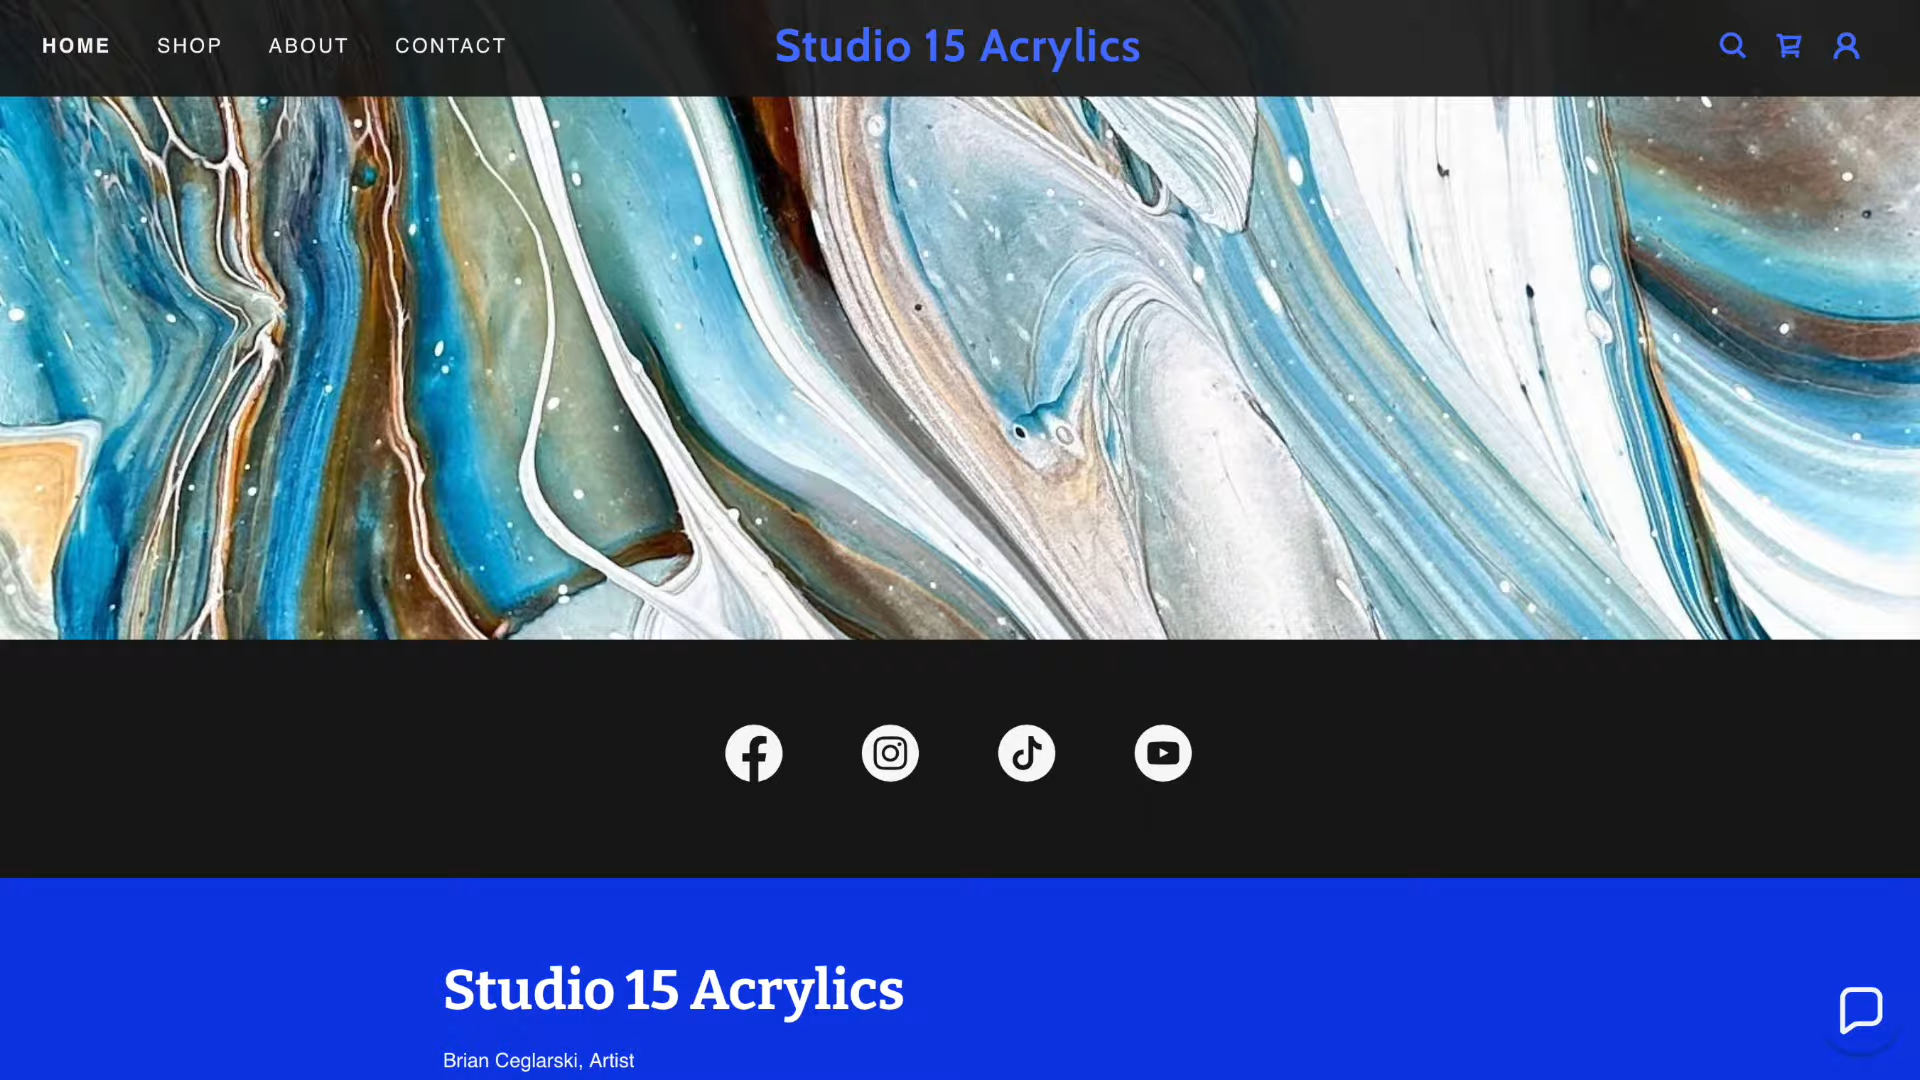 HOME SHOP ABOUT CONTACT Studio 15 Acrylics
Studio 15 Acrylics
Brian Ceglarski, Artist